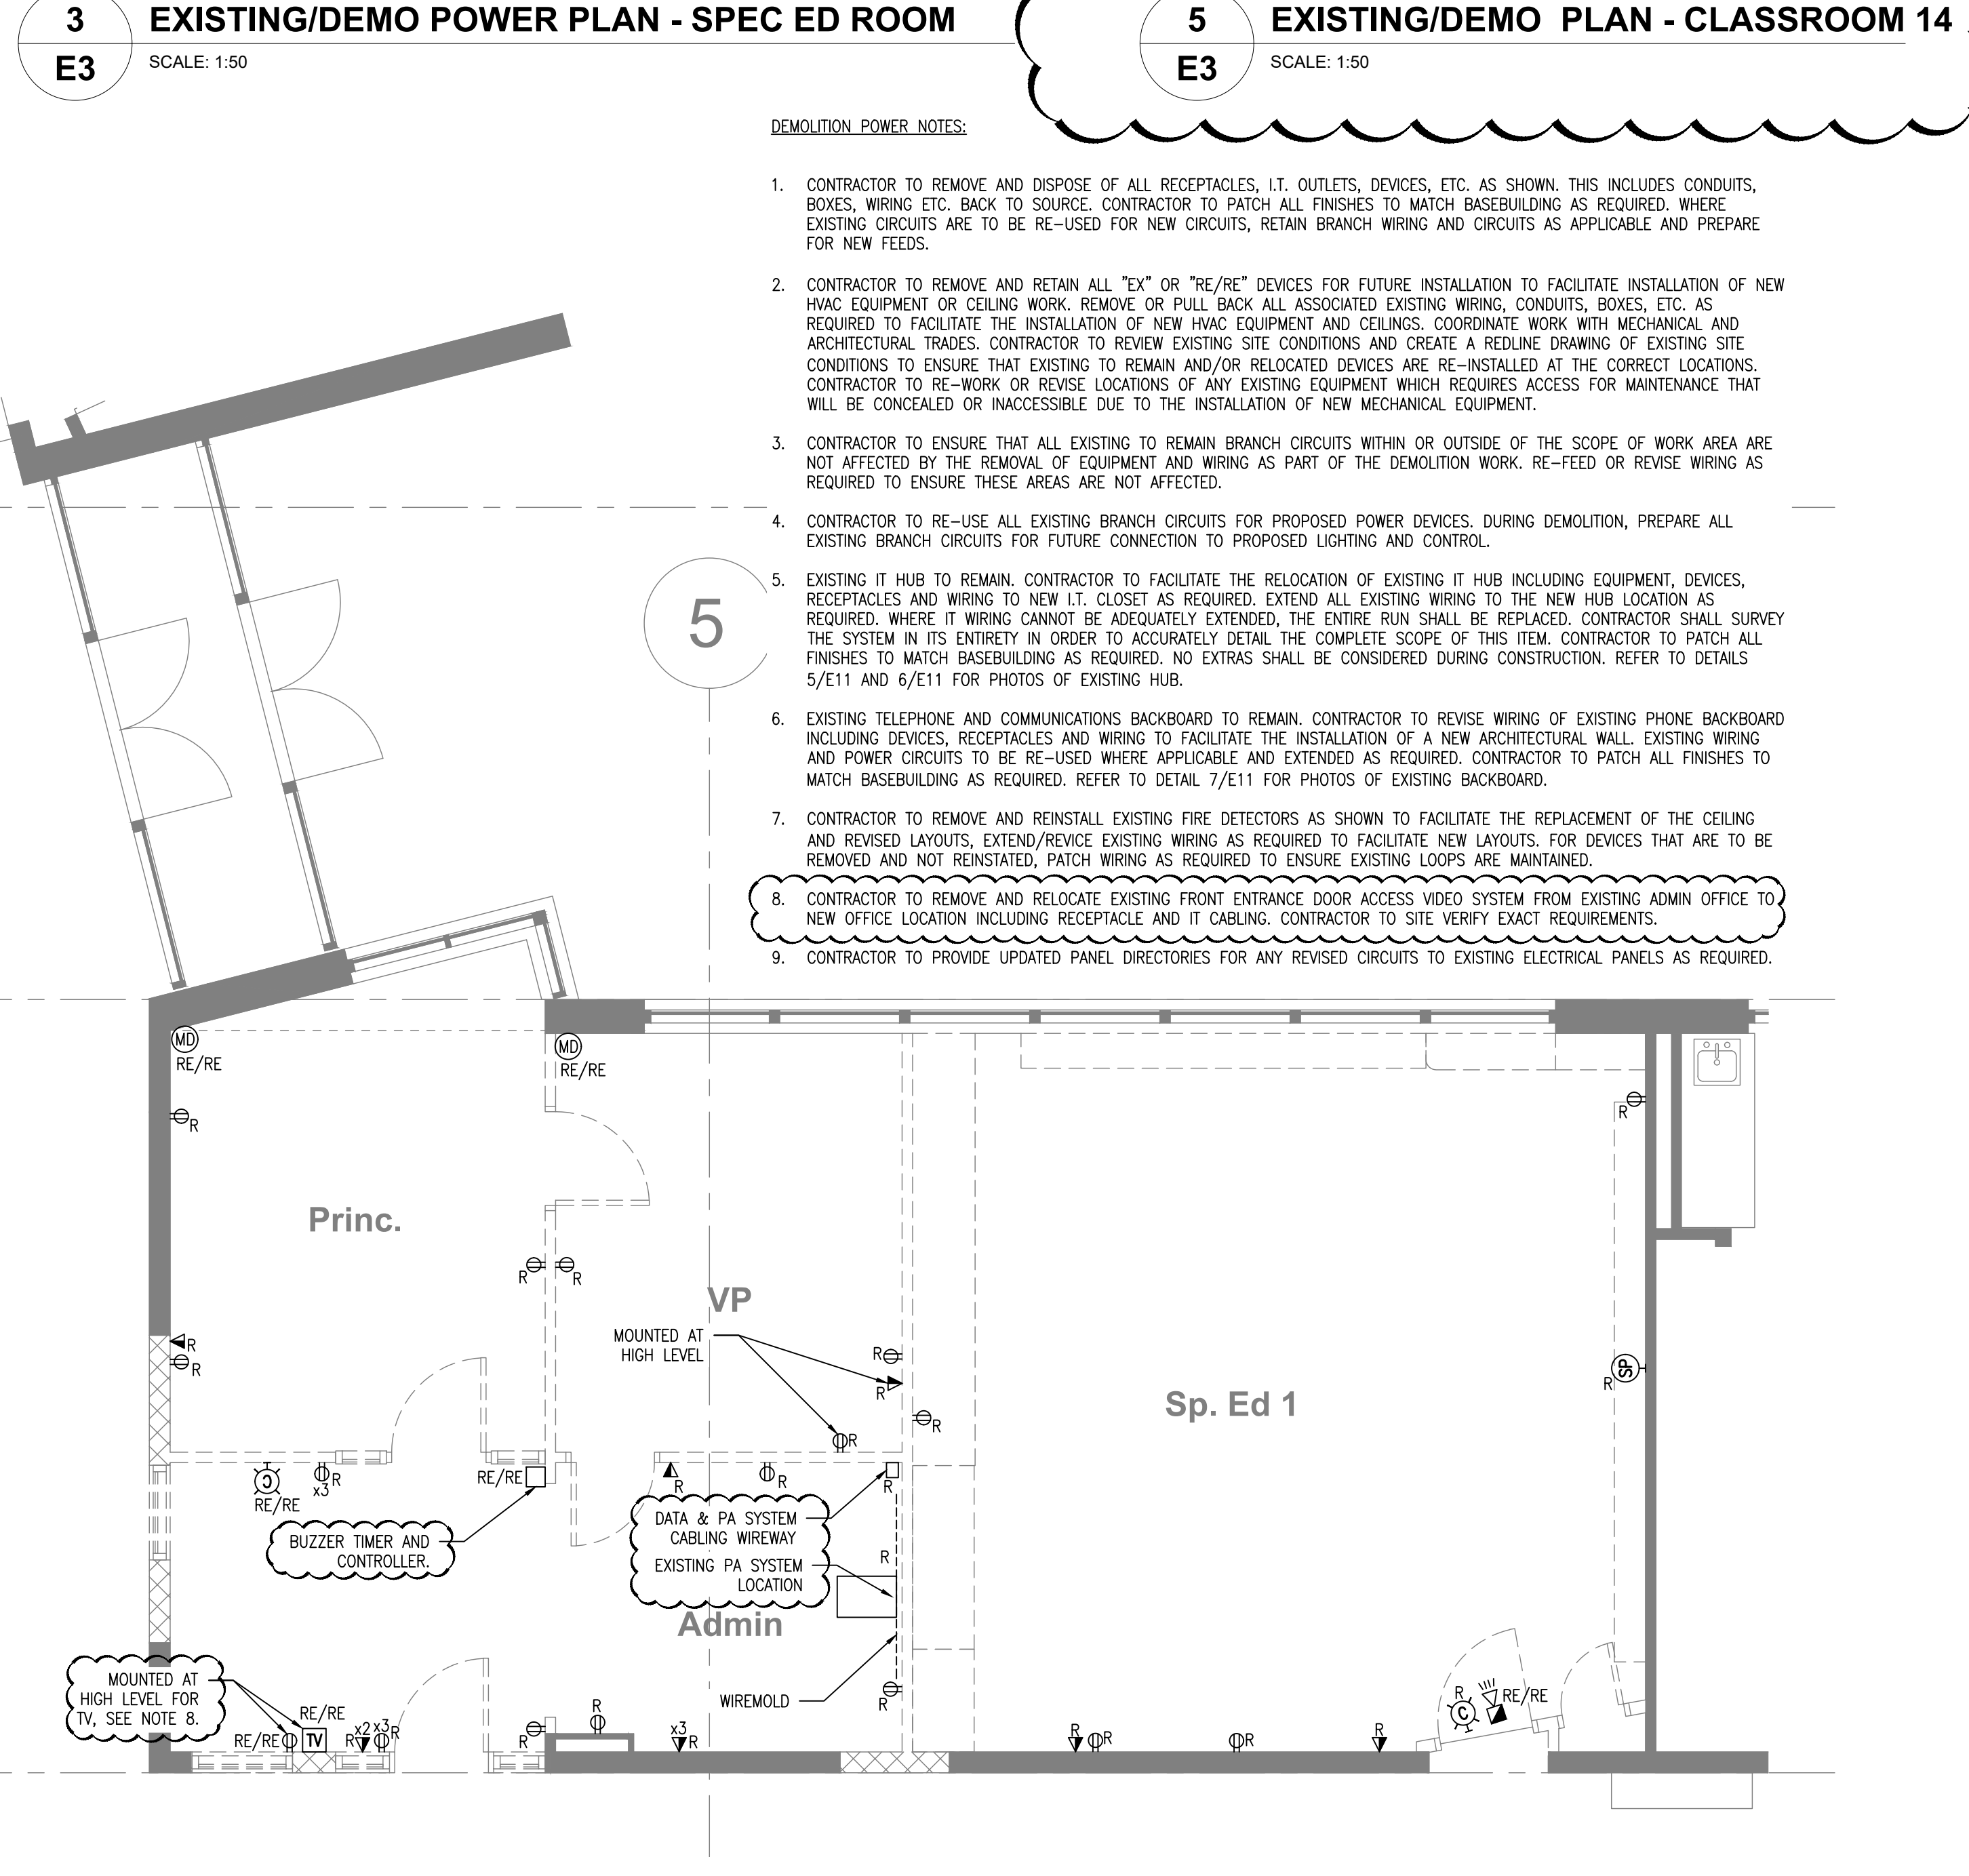 3
E3
EXISTING/DEMO POWER PLAN - SPEC ED ROOM
SCALE: 1:50
5
E3
EXISTING/DEMO  PLAN - CLASSROOM 14
SCALE: 1:50
DEMOLITION POWER NOTES:
1. CONTRACTOR TO REMOVE AND DISPOSE OF ALL RECEPTACLES, I.T. OUTLETS, DEVICES, ETC. AS SHOWN. THIS INCLUDES CONDUITS,
BOXES, WIRING ETC. BACK TO SOURCE. CONTRACTOR TO PATCH ALL FINISHES TO MATCH BASEBUILDING AS REQUIRED. WHERE
EXISTING CIRCUITS ARE TO BE RE-USED FOR NEW CIRCUITS, RETAIN BRANCH WIRING AND CIRCUITS AS APPLICABLE AND PREPARE
FOR NEW FEEDS.
2. CONTRACTOR TO REMOVE AND RETAIN ALL "EX" OR "RE/RE" DEVICES FOR FUTURE INSTALLATION TO FACILITATE INSTALLATION OF NEW
HVAC EQUIPMENT OR CEILING WORK. REMOVE OR PULL BACK ALL ASSOCIATED EXISTING WIRING, CONDUITS, BOXES, ETC. AS
REQUIRED TO FACILITATE THE INSTALLATION OF NEW HVAC EQUIPMENT AND CEILINGS. COORDINATE WORK WITH MECHANICAL AND
ARCHITECTURAL TRADES. CONTRACTOR TO REVIEW EXISTING SITE CONDITIONS AND CREATE A REDLINE DRAWING OF EXISTING SITE
CONDITIONS TO ENSURE THAT EXISTING TO REMAIN AND/OR RELOCATED DEVICES ARE RE-INSTALLED AT THE CORRECT LOCATIONS.
CONTRACTOR TO RE-WORK OR REVISE LOCATIONS OF ANY EXISTING EQUIPMENT WHICH REQUIRES ACCESS FOR MAINTENANCE THAT
WILL BE CONCEALED OR INACCESSIBLE DUE TO THE INSTALLATION OF NEW MECHANICAL EQUIPMENT.
3. CONTRACTOR TO ENSURE THAT ALL EXISTING TO REMAIN BRANCH CIRCUITS WITHIN OR OUTSIDE OF THE SCOPE OF WORK AREA ARE
NOT AFFECTED BY THE REMOVAL OF EQUIPMENT AND WIRING AS PART OF THE DEMOLITION WORK. RE-FEED OR REVISE WIRING AS
REQUIRED TO ENSURE THESE AREAS ARE NOT AFFECTED.
4. CONTRACTOR TO RE-USE ALL EXISTING BRANCH CIRCUITS FOR PROPOSED POWER DEVICES. DURING DEMOLITION, PREPARE ALL
EXISTING BRANCH CIRCUITS FOR FUTURE CONNECTION TO PROPOSED LIGHTING AND CONTROL.
5
5. EXISTING IT HUB TO REMAIN. CONTRACTOR TO FACILITATE THE RELOCATION OF EXISTING IT HUB INCLUDING EQUIPMENT, DEVICES,
RECEPTACLES AND WIRING TO NEW I.T. CLOSET AS REQUIRED. EXTEND ALL EXISTING WIRING TO THE NEW HUB LOCATION AS
REQUIRED. WHERE IT WIRING CANNOT BE ADEQUATELY EXTENDED, THE ENTIRE RUN SHALL BE REPLACED. CONTRACTOR SHALL SURVEY
THE SYSTEM IN ITS ENTIRETY IN ORDER TO ACCURATELY DETAIL THE COMPLETE SCOPE OF THIS ITEM. CONTRACTOR TO PATCH ALL
FINISHES TO MATCH BASEBUILDING AS REQUIRED. NO EXTRAS SHALL BE CONSIDERED DURING CONSTRUCTION. REFER TO DETAILS
5/E11 AND 6/E11 FOR PHOTOS OF EXISTING HUB.
6. EXISTING TELEPHONE AND COMMUNICATIONS BACKBOARD TO REMAIN. CONTRACTOR TO REVISE WIRING OF EXISTING PHONE BACKBOARD
INCLUDING DEVICES, RECEPTACLES AND WIRING TO FACILITATE THE INSTALLATION OF A NEW ARCHITECTURAL WALL. EXISTING WIRING
AND POWER CIRCUITS TO BE RE-USED WHERE APPLICABLE AND EXTENDED AS REQUIRED. CONTRACTOR TO PATCH ALL FINISHES TO
MATCH BASEBUILDING AS REQUIRED. REFER TO DETAIL 7/E11 FOR PHOTOS OF EXISTING BACKBOARD.
7. CONTRACTOR TO REMOVE AND REINSTALL EXISTING FIRE DETECTORS AS SHOWN TO FACILITATE THE REPLACEMENT OF THE CEILING
AND REVISED LAYOUTS, EXTEND/REVICE EXISTING WIRING AS REQUIRED TO FACILITATE NEW LAYOUTS. FOR DEVICES THAT ARE TO BE
REMOVED AND NOT REINSTATED, PATCH WIRING AS REQUIRED TO ENSURE EXISTING LOOPS ARE MAINTAINED.
8. CONTRACTOR TO REMOVE AND RELOCATE EXISTING FRONT ENTRANCE DOOR ACCESS VIDEO SYSTEM FROM EXISTING ADMIN OFFICE TO
NEW OFFICE LOCATION INCLUDING RECEPTACLE AND IT CABLING. CONTRACTOR TO SITE VERIFY EXACT REQUIREMENTS.
9. CONTRACTOR TO PROVIDE UPDATED PANEL DIRECTORIES FOR ANY REVISED CIRCUITS TO EXISTING ELECTRICAL PANELS AS REQUIRED.
MD
RE/RE
MD
RE/RE
R
R
Princ.
R
R
VP
MOUNTED AT
HIGH LEVEL
R
R
R
R
R
R
R
Sp. Ed 1
SP
R
C
RE/RE
R
x3
RE/RE
R
R
R
BUZZER TIMER AND
CONTROLLER.
DATA & PA SYSTEM
CABLING WIREWAY
EXISTING PA SYSTEM
LOCATION
R
Admin
WIREMOLD
R
MOUNTED AT
HIGH LEVEL FOR
TV, SEE NOTE 8.
RE/RE
RE/RE
TV
x2
R
x3
R
R
R
x3
R
R
R
R
R
C
RE/RE